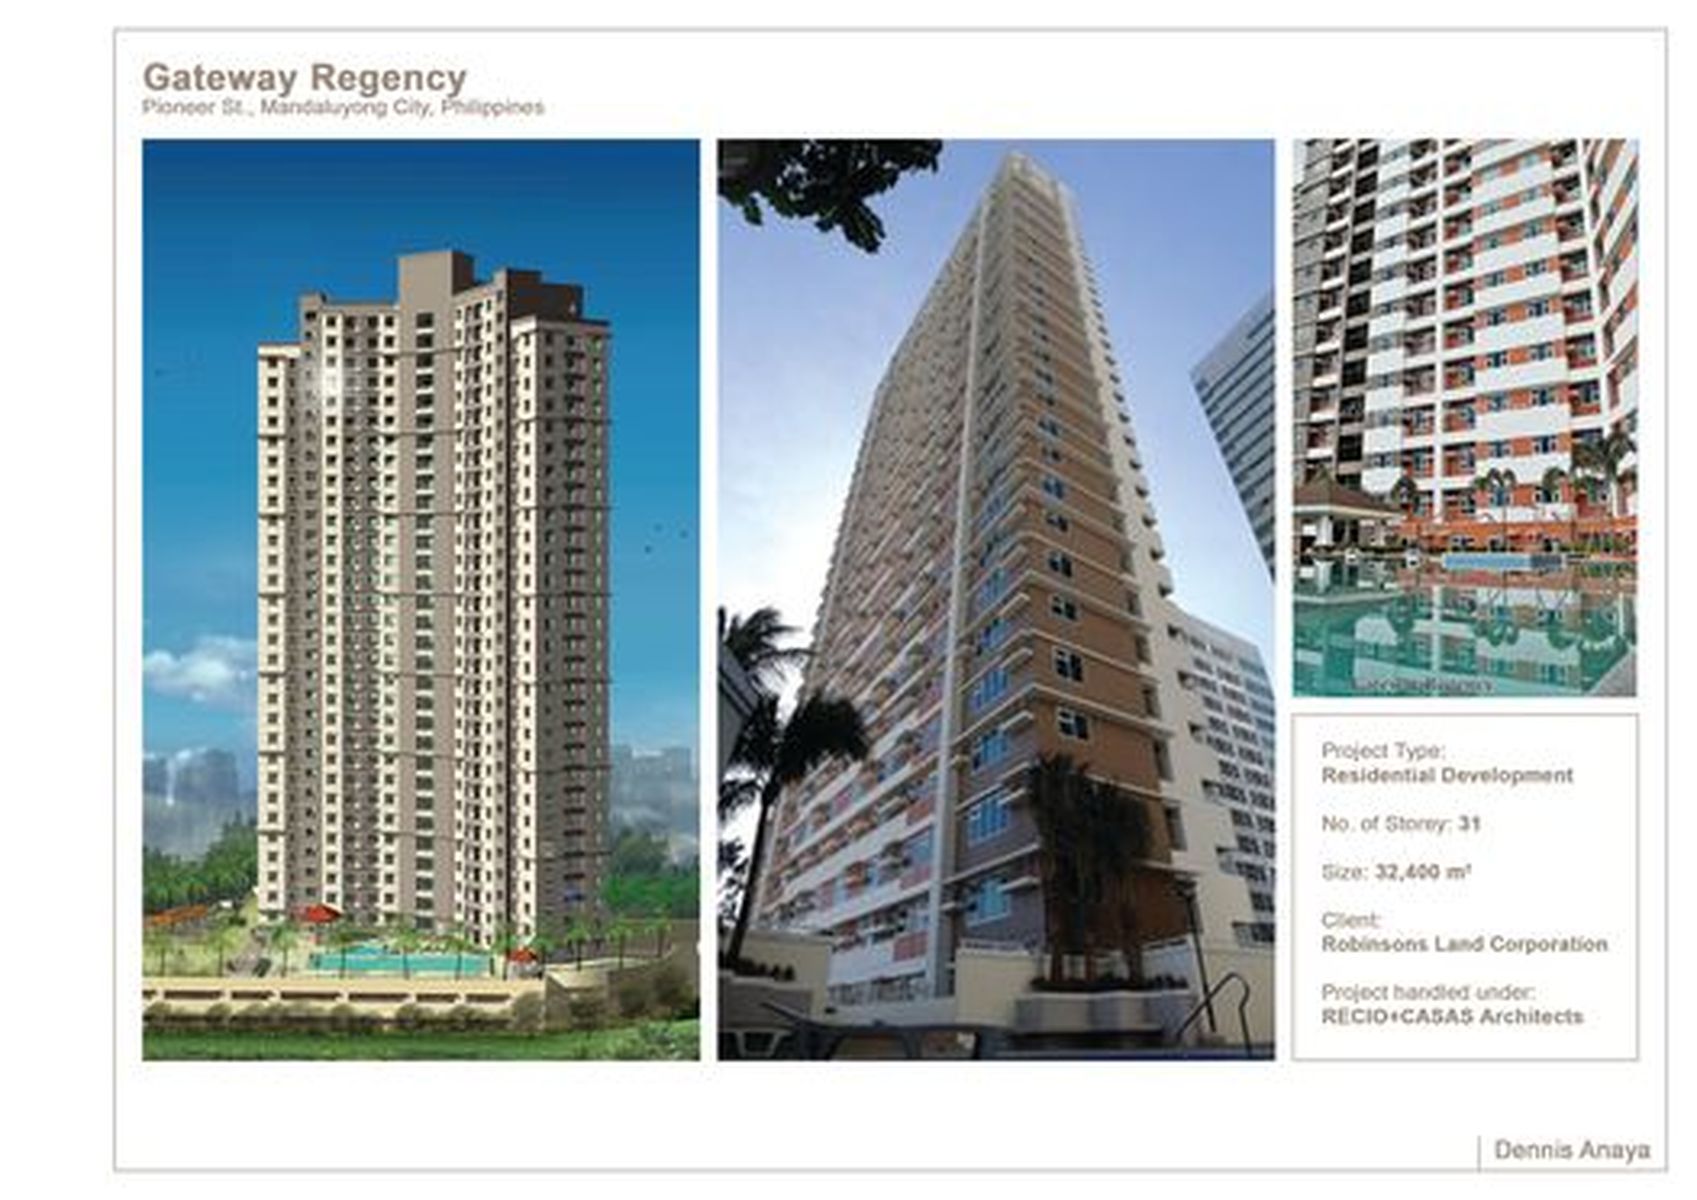 Gateway Regency
Pioneer St., Mandaluyong City, Philippines
Project Type:
Residential Development
No. of Storey: 31
Size: 32,400 m²
Client:
Robinsons Land Corporation
Project handled under:
RECIO+CASAS Architects
Dennis Anaya